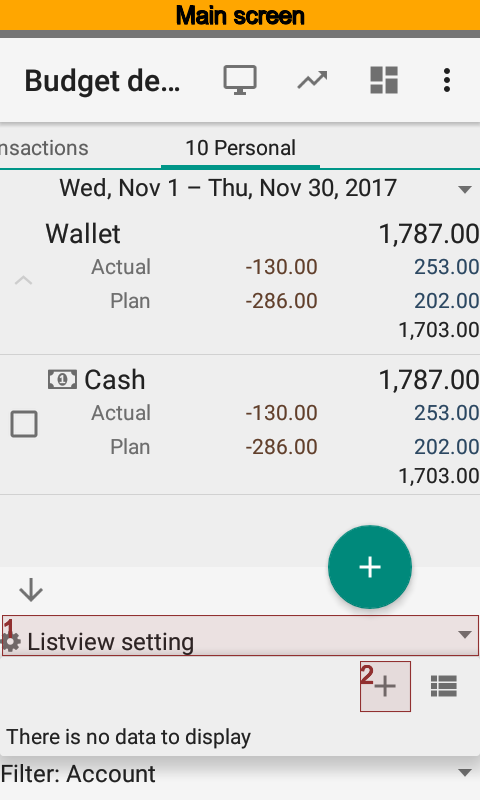 Main screen
Budget de...
nsactions 10 Personal
Wed, Nov 1 – Thu, Nov 30, 2017
Wallet 1,787.00
Actual -130.00 253.00
Plan -286.00 202.00
1,703.00
Cash 1,787.00
Actual -130.00 253.00
Plan -286.00 202.00
1,703.00
1
Listview setting
2
There is no data to display
Filter: Account